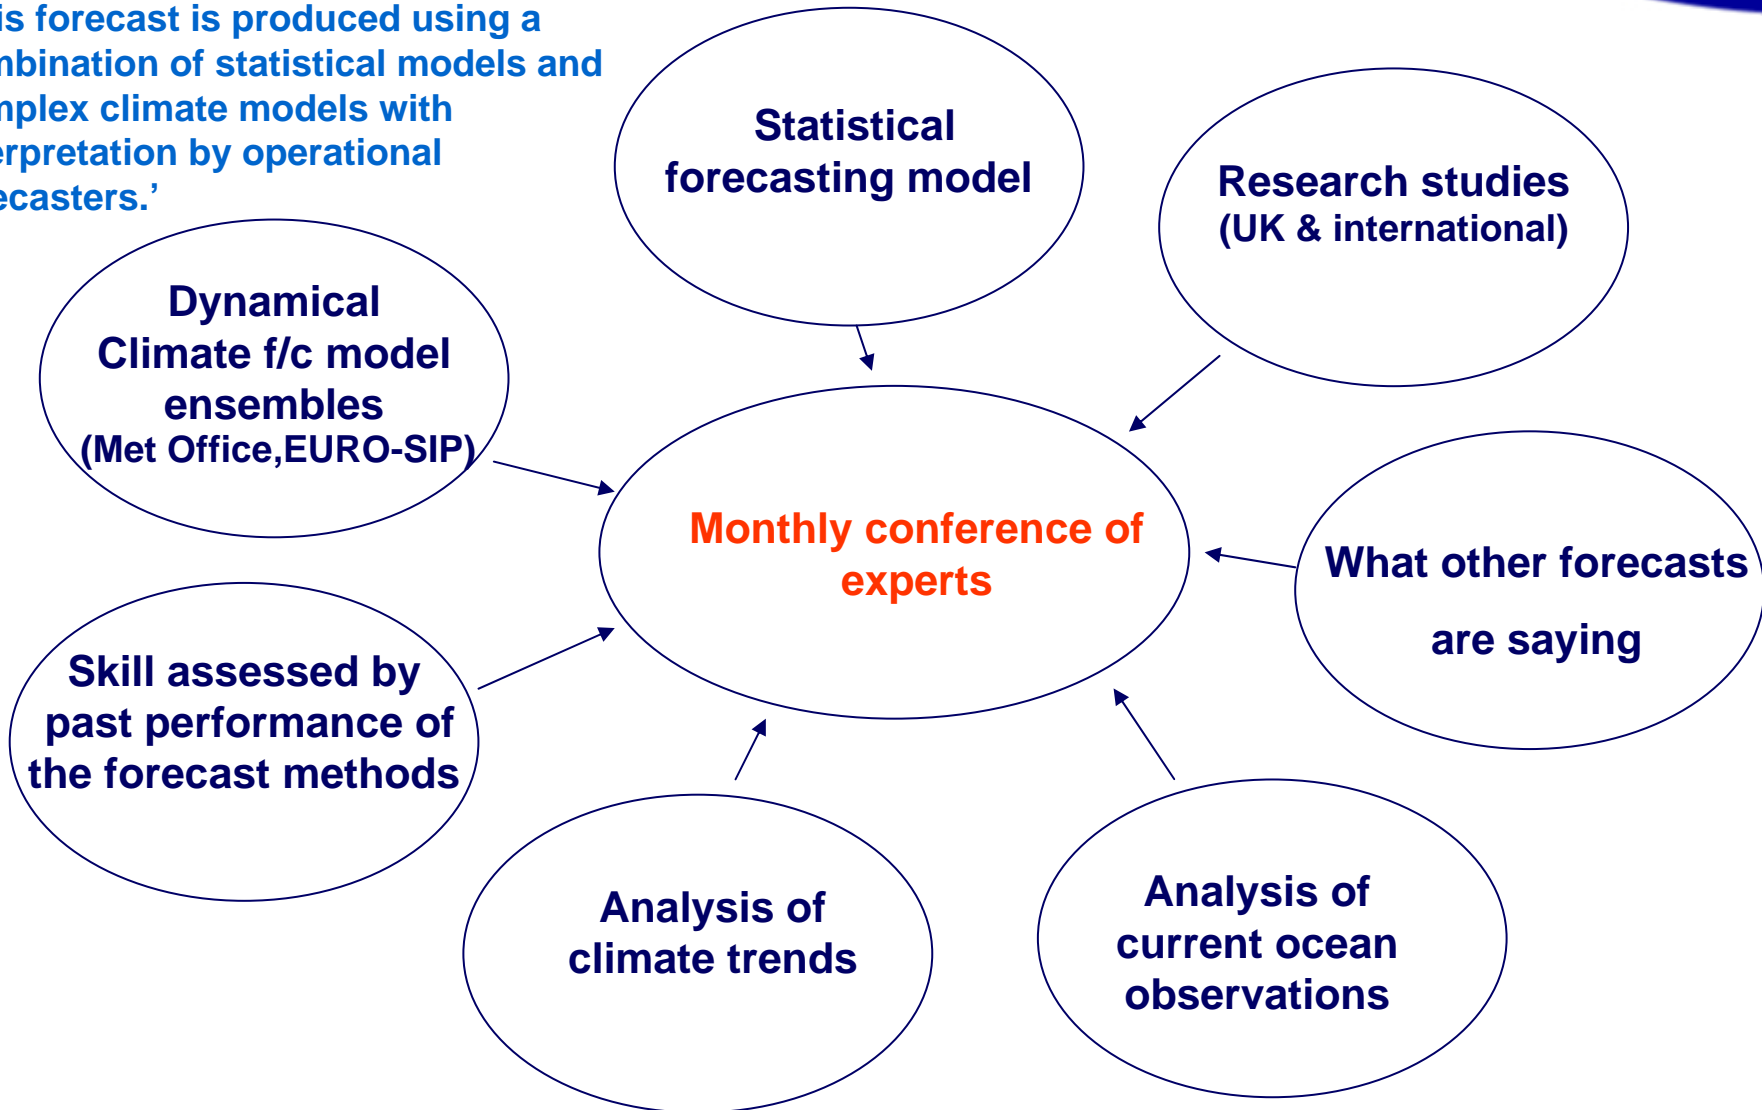 is forecast is produced using a
mbination of statistical models and
mplex climate models with
erpretation by operational
ecasters.’
Statistical
forecasting model
Research studies
(UK & international)
Dynamical
Climate f/c model
ensembles
(Met Office,EURO-SIP)
Monthly conference of
experts
What other forecasts
are saying
Skill assessed by
past performance of
the forecast methods
Analysis of
climate trends
Analysis of
current ocean
observations